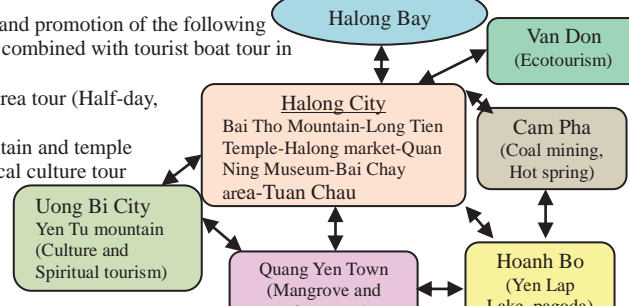 and promotion of the following
combined with tourist boat tour in
rea tour (Half-day,
tain and temple
cal culture tour
Halong Bay
Van Don
(Ecotourism)
Halong City
Bai Tho Mountain-Long Tien
Temple-Halong market-Quan
Ning Museum-Bai Chay
area-Tuan Chau
Cam Pha
(Coal mining,
Hot spring)
Uong Bi City
Yen Tu mountain
(Culture and
Spiritual tourism)
Quang Yen Town
(Mangrove and
Hoanh Bo
(Yen Lap
Lake, pagoda)